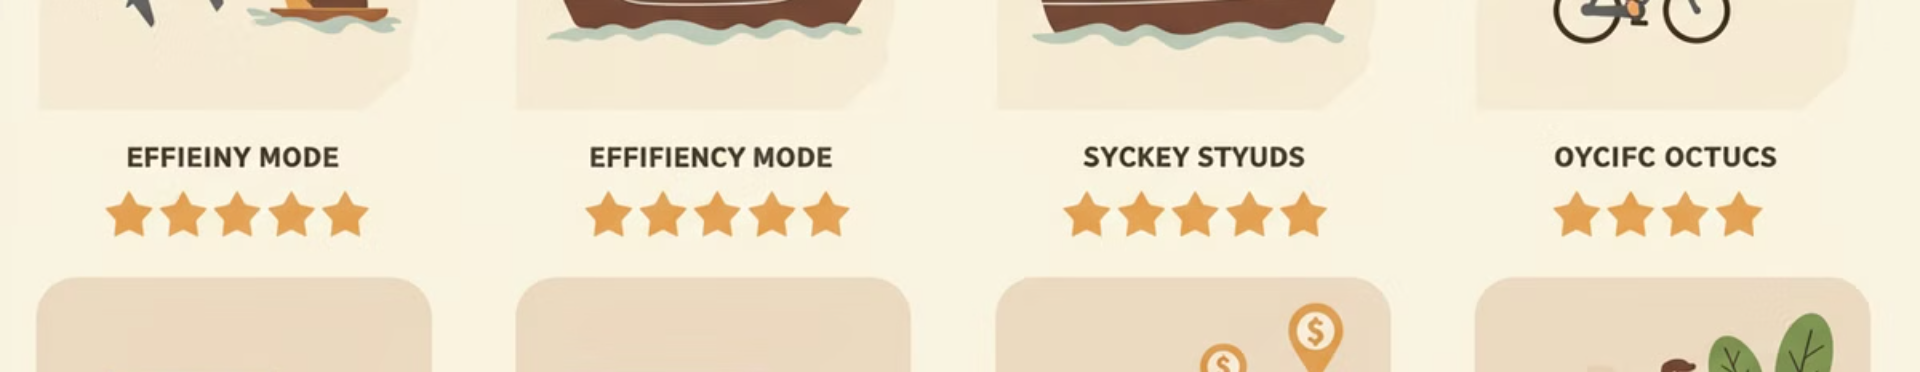 EFFIEINY MODE
EFFIFIENCY MODE
SYCKEY STYUDS
OYCIFC OCTUCS
$
$